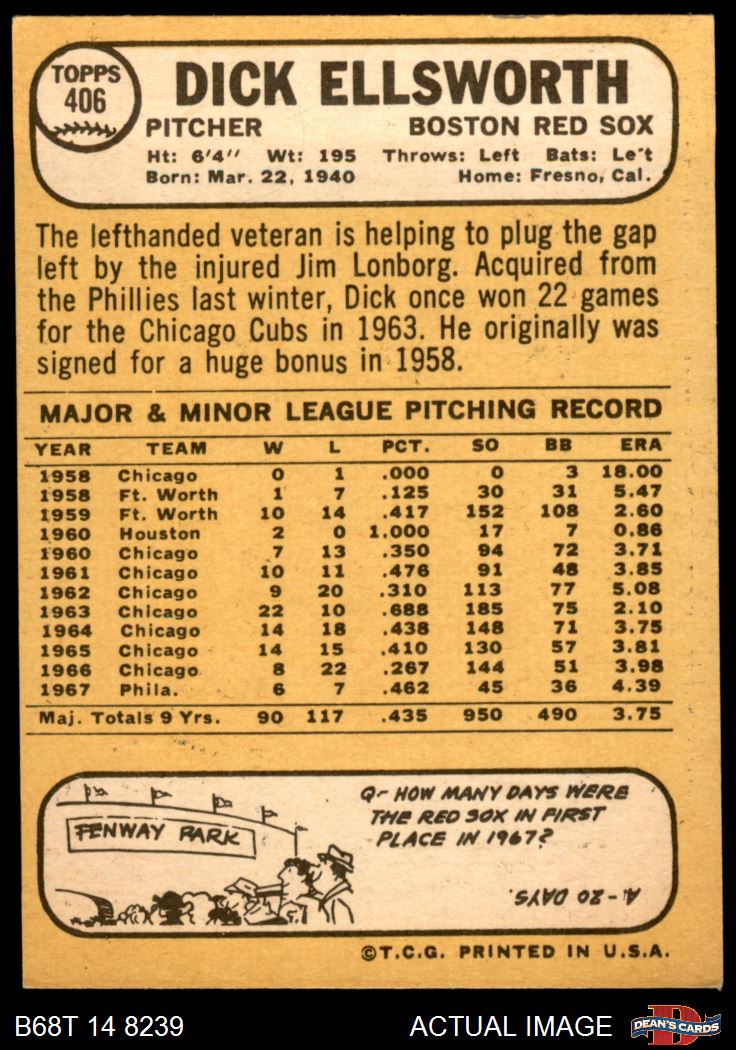 TOPPS
406
DICK ELLSWORTH
PITCHER BOSTON RED SOX
Ht: 6'4" Wt: 195 Throws: Left Bats: Le't
Born: Mar. 22, 1940 Home: Fresno, Cal.
The lefthanded veteran is helping to plug the gap
left by the injured Jim Lonborg. Acquired from
the Phillies last winter, Dick once won 22 games
for the Chicago Cubs in 1963. He originally was
signed for a huge bonus in 1958.
MAJOR & MINOR LEAGUE PITCHING RECORD
YEAR TEAM W L PCT. SO BB ERA
1958 Chicago 0 1 .000 0 3 18.00
1958 Ft. Worth 1 7 .125 30 31 5.47
1959 Ft. Worth 10 14 .417 152 108 2.60
1960 Houston 2 0 1.000 17 7 0.86
1960 Chicago 7 13 .350 94 72 3.71
1961 Chicago 10 11 .476 91 48 3.85
1962 Chicago 9 20 .310 113 77 5.08
1963 Chicago 22 10 .688 185 75 2.10
1964 Chicago 14 18 .438 148 71 3.75
1965 Chicago 14 15 .410 130 57 3.81
1966 Chicago 8 22 .267 144 51 3.98
1967 Phila. 6 7 .462 45 36 4.39
Maj. Totals 9 Yrs. 90 117 .435 950 490 3.75
FENWAY PARK
Q- HOW MANY DAYS WERE
THE RED SOX IN FIRST
PLACE IN 1967?
A-20 DAYS.
©T.C.G. PRINTED IN U.S.A.
B68T 14 8239 ACTUAL IMAGE DEAN'S CARDS